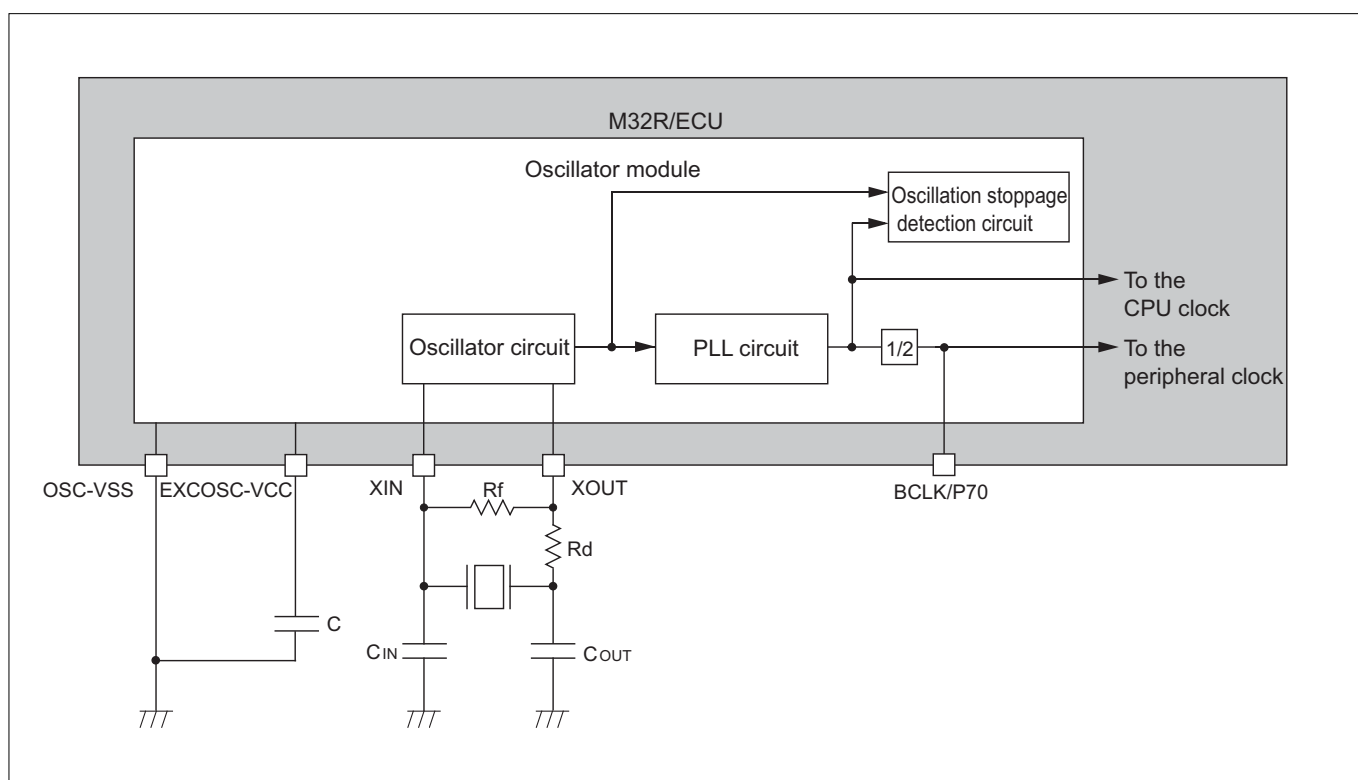 M32R/ECU
Oscillator module
Oscillation stoppage
detection circuit
To the
CPU clock
Oscillator circuit
PLL circuit
1/2
To the
peripheral clock
OSC-VSS
EXCOSC-VCC
XIN
XOUT
BCLK/P70
Rf
Rd
C
CIN
COUT